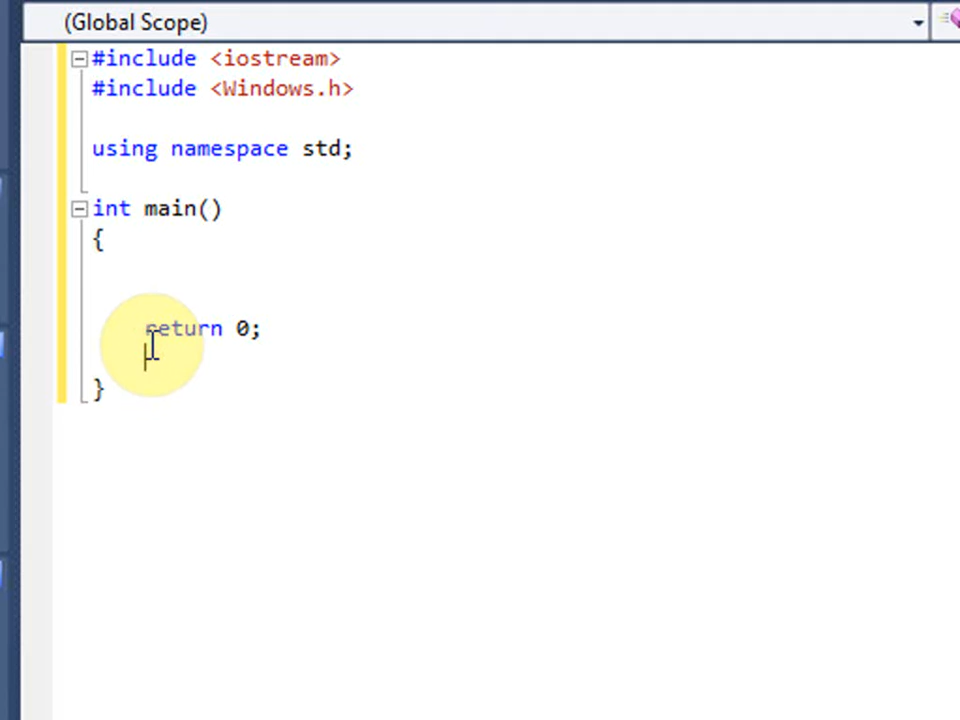 (Global Scope)
#include <iostream>
#include <Windows.h>
using namespace std;
int main()
{
return 0;
}